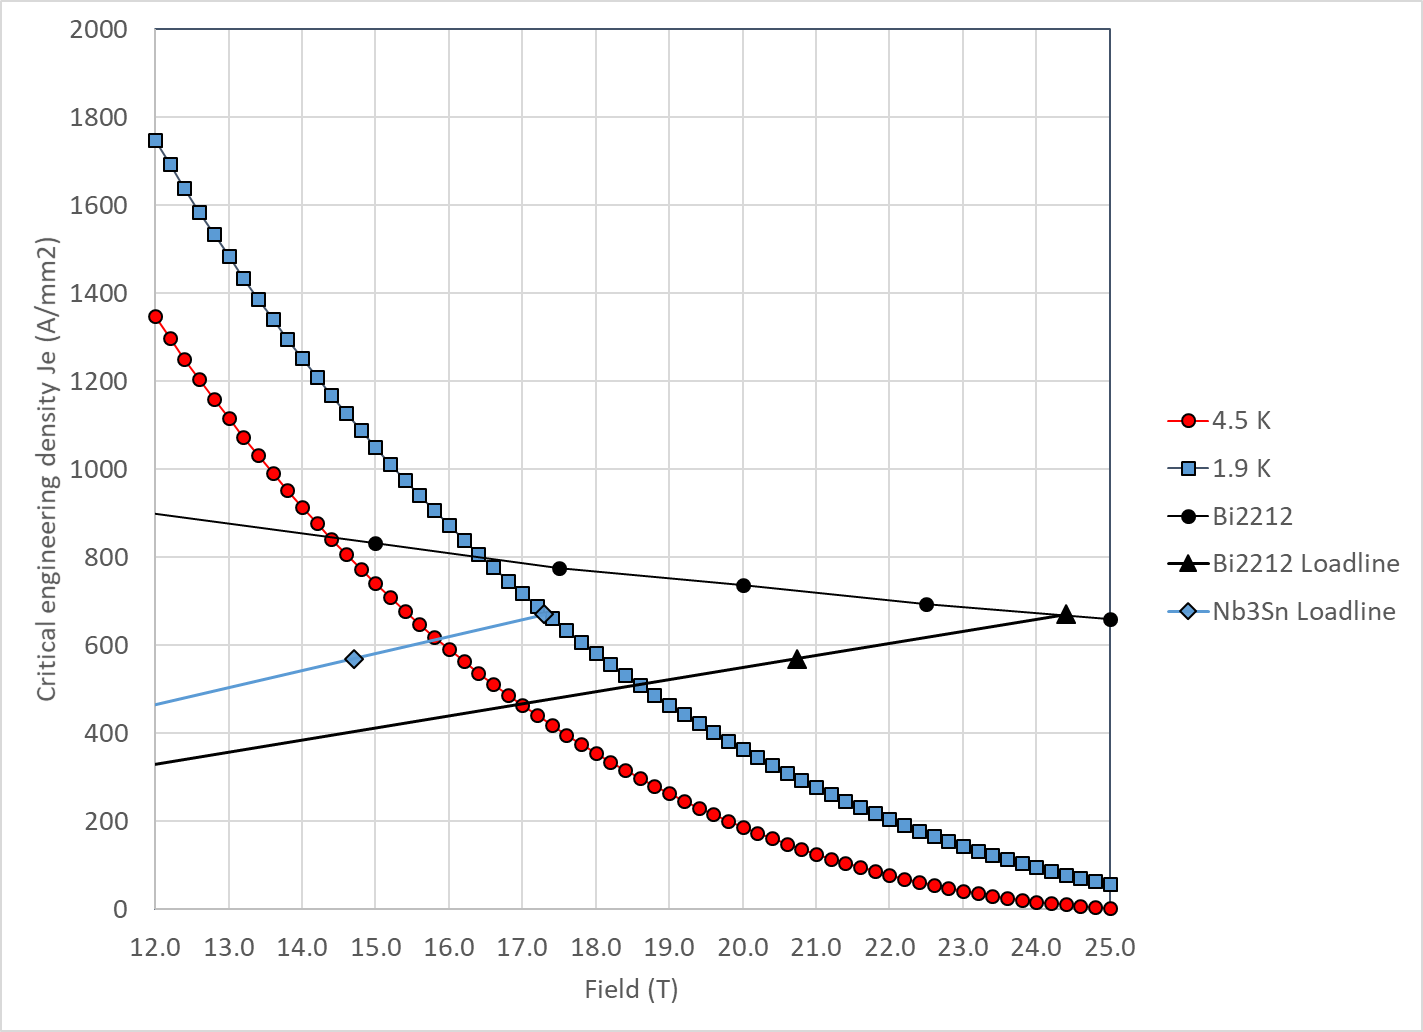 2000
1800
1600
1400
1200
1000
800
600
400
200
0
Critical engineering density Je (A/mm2)
12.0 13.0 14.0 15.0 16.0 17.0 18.0 19.0 20.0 21.0 22.0 23.0 24.0 25.0
Field (T)
4.5 K
1.9 K
Bi2212
Bi2212 Loadline
Nb3Sn Loadline